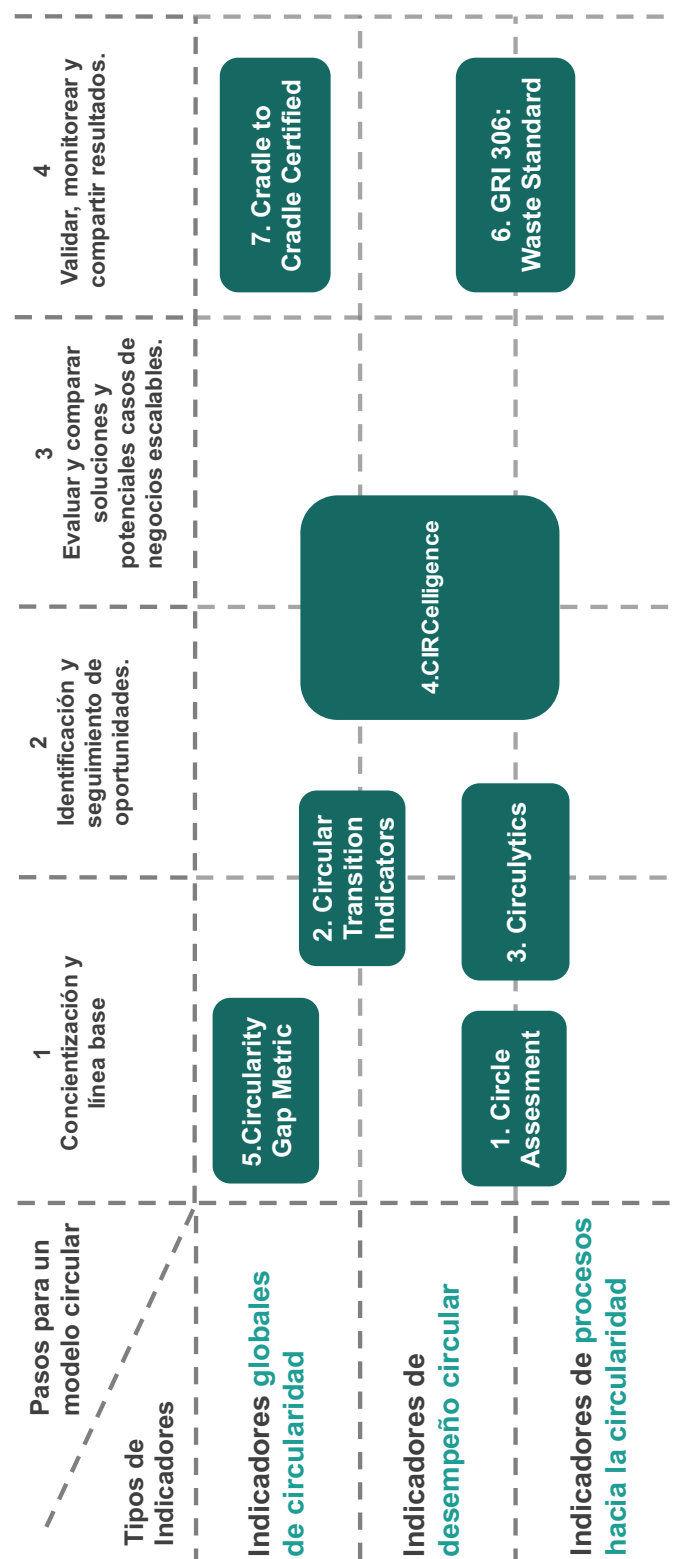 Pasos para un
modelo circular
Tipos de
Indicadores
1
Concientización y
línea base
2
Identificación y
seguimiento de
oportunidades.
3
Evaluar y comparar
soluciones y
potenciales casos de
negocios escalables.
4
Validar, monitorear y
compartir resultados.
Indicadores globales
de circularidad
5.Circularity
Gap Metric
7. Cradle to
Cradle Certified
2. Circular
Transition
Indicators
4.CIRCelligence
Indicadores de
desempeño circular
1. Circle
Assesment
3. Circulytics
6. GRI 306:
Waste Standard
Indicadores de procesos
hacia la circularidad